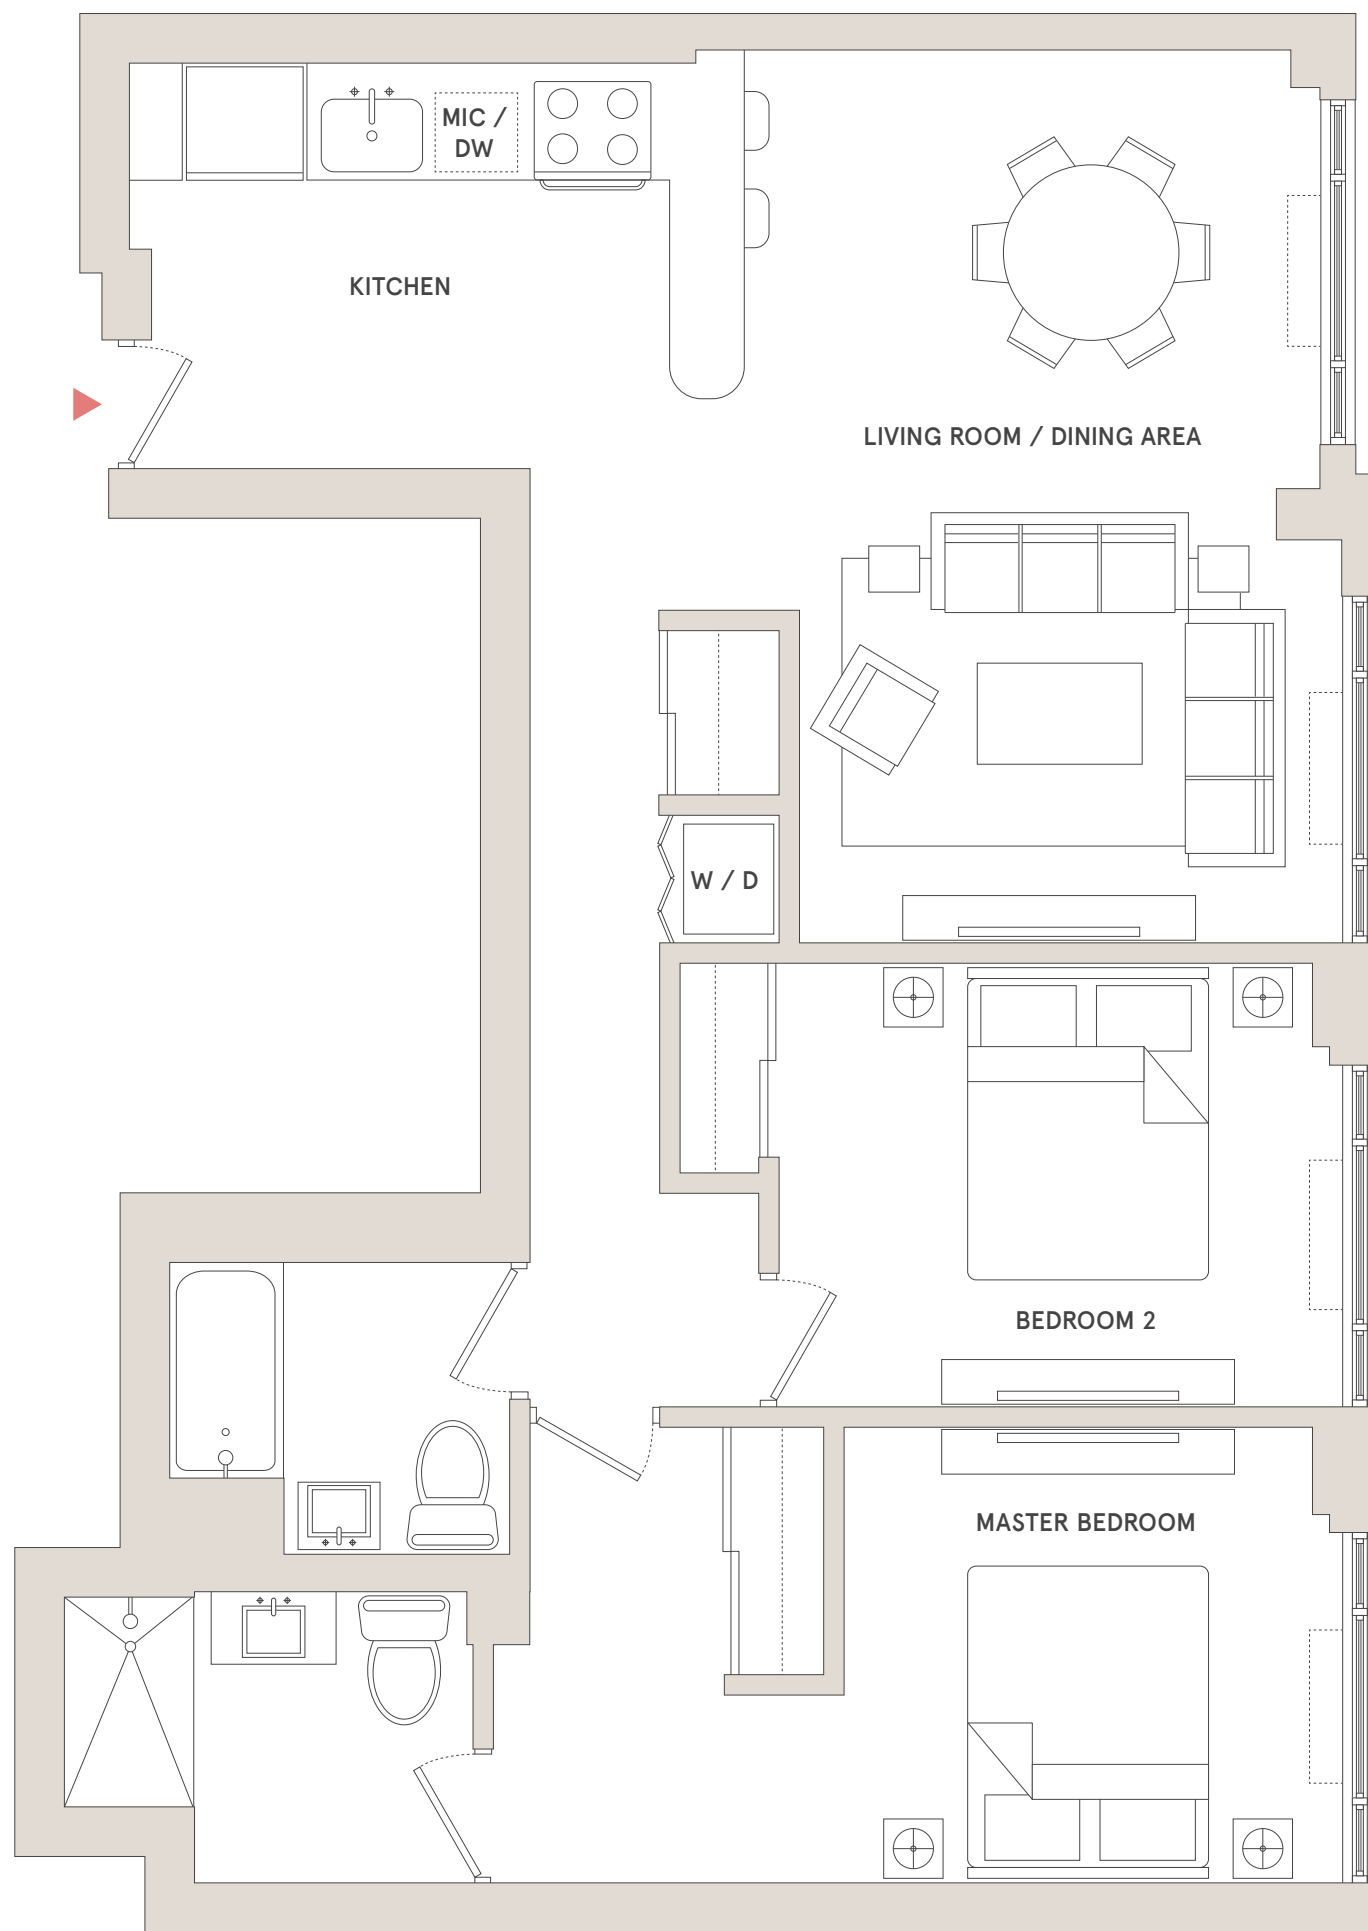 MIC /
DW
KITCHEN
LIVING ROOM / DINING AREA
W / D
BEDROOM 2
MASTER BEDROOM